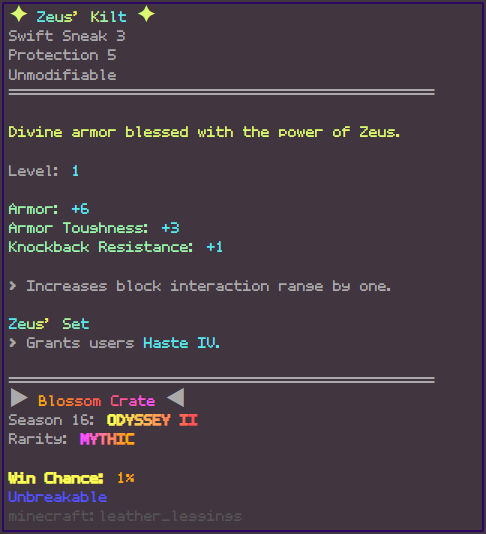 ✦ Zeus' Kilt ✦
Swift Sneak 3
Protection 5
Unmodifiable
Divine armor blessed with the power of Zeus.
Level: 1
Armor: +6
Armor Toughness: +3
Knockback Resistance: +1
> Increases block interaction range by one.
Zeus' Set
> Grants users Haste IV.
▶ Blossom Crate ◀
Season 16: ODYSSEY II
Rarity: MYTHIC
Win Chance: 1%
Unbreakable
minecraft:leather_leggings